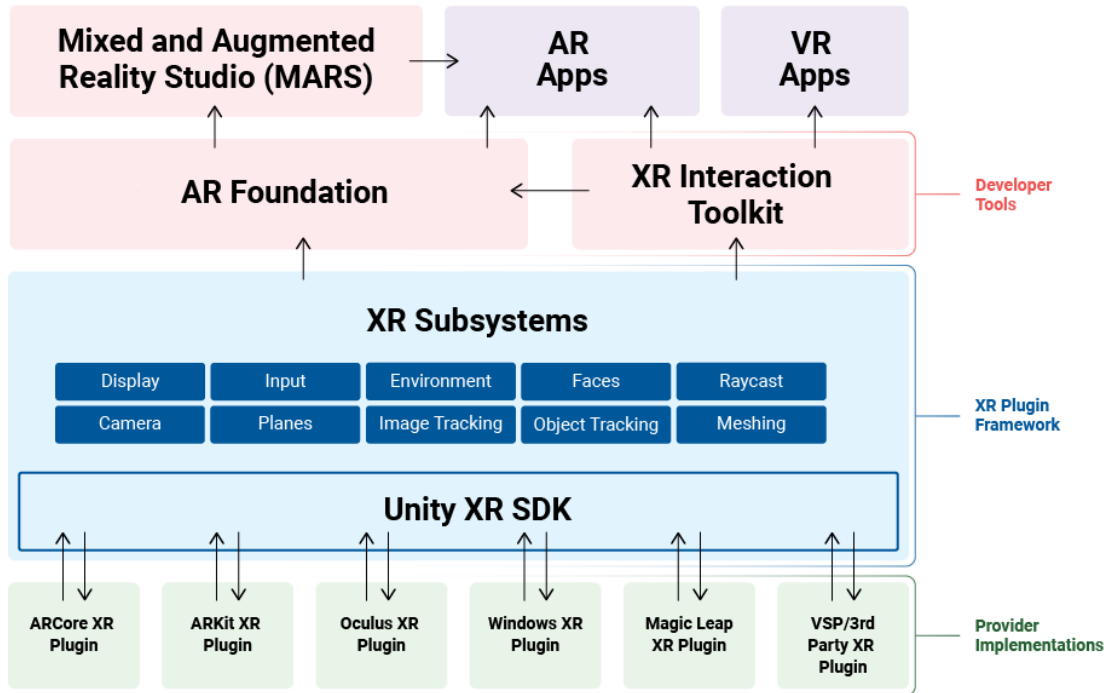 Mixed and Augmented
Reality Studio (MARS)
AR
Apps
VR
Apps
AR Foundation
XR Interaction
Toolkit
Developer
Tools
XR Subsystems
Display
Input
Environment
Faces
Raycast
Camera
Planes
Image Tracking
Object Tracking
Meshing
XR Plugin
Framework
Unity XR SDK
ARCore XR
Plugin
ARKit XR
Plugin
Oculus XR
Plugin
Windows XR
Plugin
Magic Leap
XR Plugin
VSP/3rd
Party XR
Plugin
Provider
Implementations